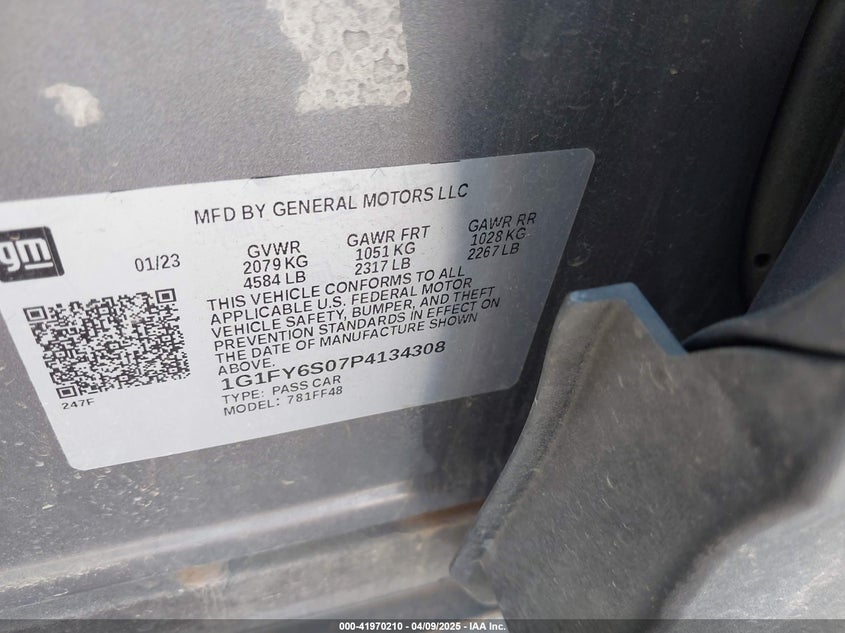 MFD BY GENERAL MOTORS LLC
gm
01/23
GVWR
2079 KG
4584 LB
GAWR FRT
1051 KG
2317 LB
GAWR RR
1028 KG
2267 LB
THIS VEHICLE CONFORMS TO ALL
APPLICABLE U.S. FEDERAL MOTOR
VEHICLE SAFETY, BUMPER, AND THEFT
PREVENTION STANDARDS IN EFFECT ON
THE DATE OF MANUFACTURE SHOWN
ABOVE.
1G1FY6S07P4134308
TYPE: PASS CAR
MODEL: 781FF48
247F
000-41970210 - 04/09/2025 - IAA Inc.